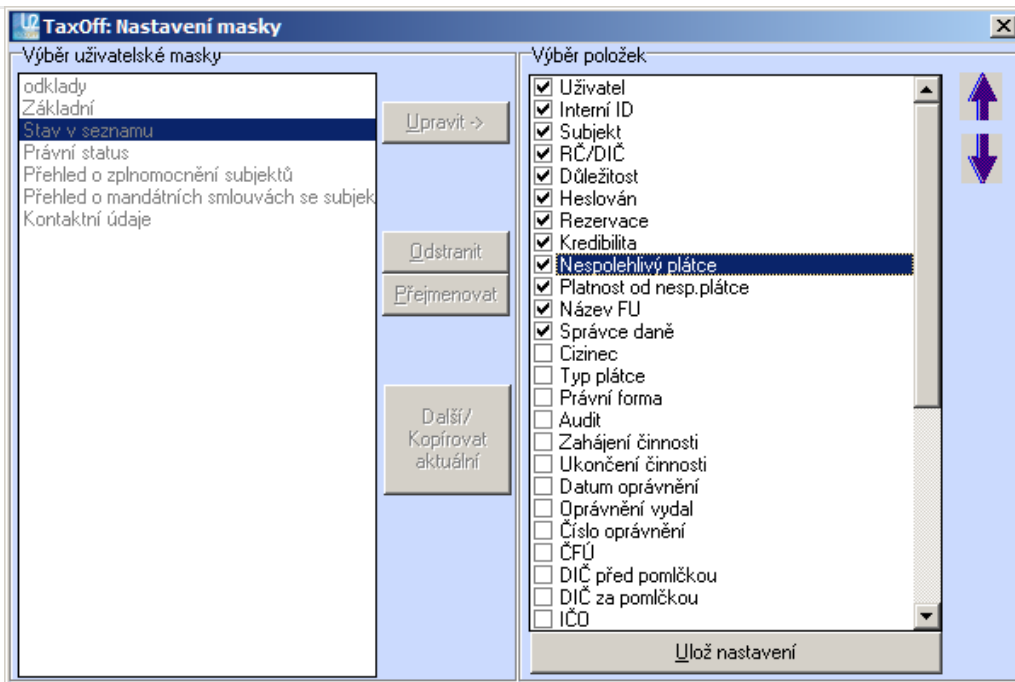 TaxOff: Nastavení masky
Výběr uživatelské masky
odklady
Základní
Stav v seznamu
Právní status
Přehled o zplnomocnění subjektů
Přehled o mandátních smlouvách se subjek
Kontaktní údaje
Upravit ->
Odstranit
Přejmenovat
Další/
Kopírovat
aktuální
Výběr položek
Uživatel
Interní ID
Subjekt
RČ/DIČ
Důležitost
Heslován
Rezervace
Kredibilita
Nespolehlivý plátce
Platnost od nesp.plátce
Název FU
Správce daně
Cizinec
Typ plátce
Právní forma
Audit
Zahájení činnosti
Ukončení činnosti
Datum oprávnění
Oprávnění vydal
Číslo oprávnění
ČFÚ
DIČ před pomlčkou
DIČ za pomlčkou
IČO
Ulož nastavení